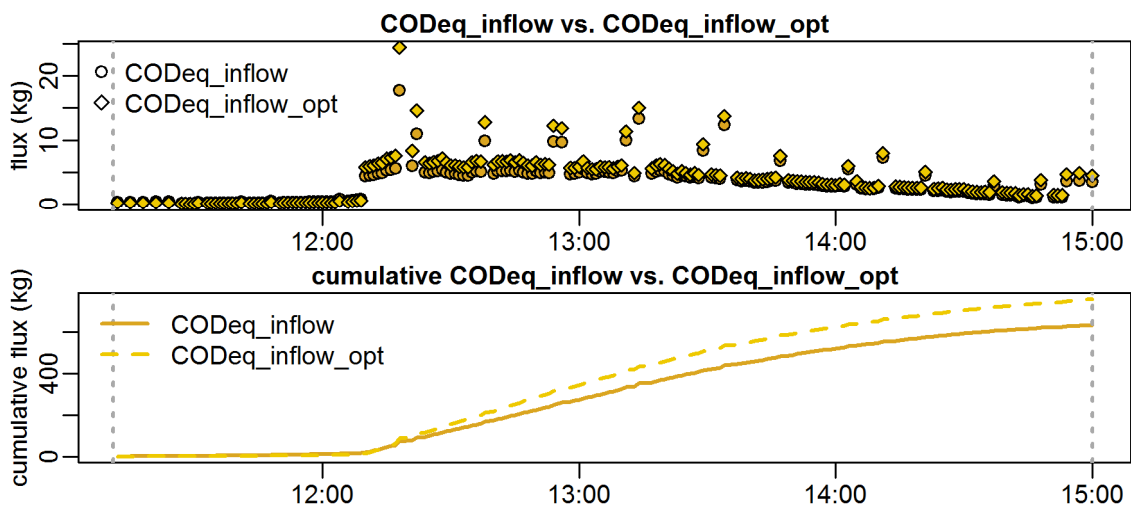 CODeq_inflow vs. CODeq_inflow_opt
flux (kg)
0
10
20
CODeq_inflow
CODeq_inflow_opt
12:00
13:00
14:00
15:00
cumulative CODeq_inflow vs. CODeq_inflow_opt
cumulative flux (kg)
0
400
CODeq_inflow
CODeq_inflow_opt
12:00
13:00
14:00
15:00